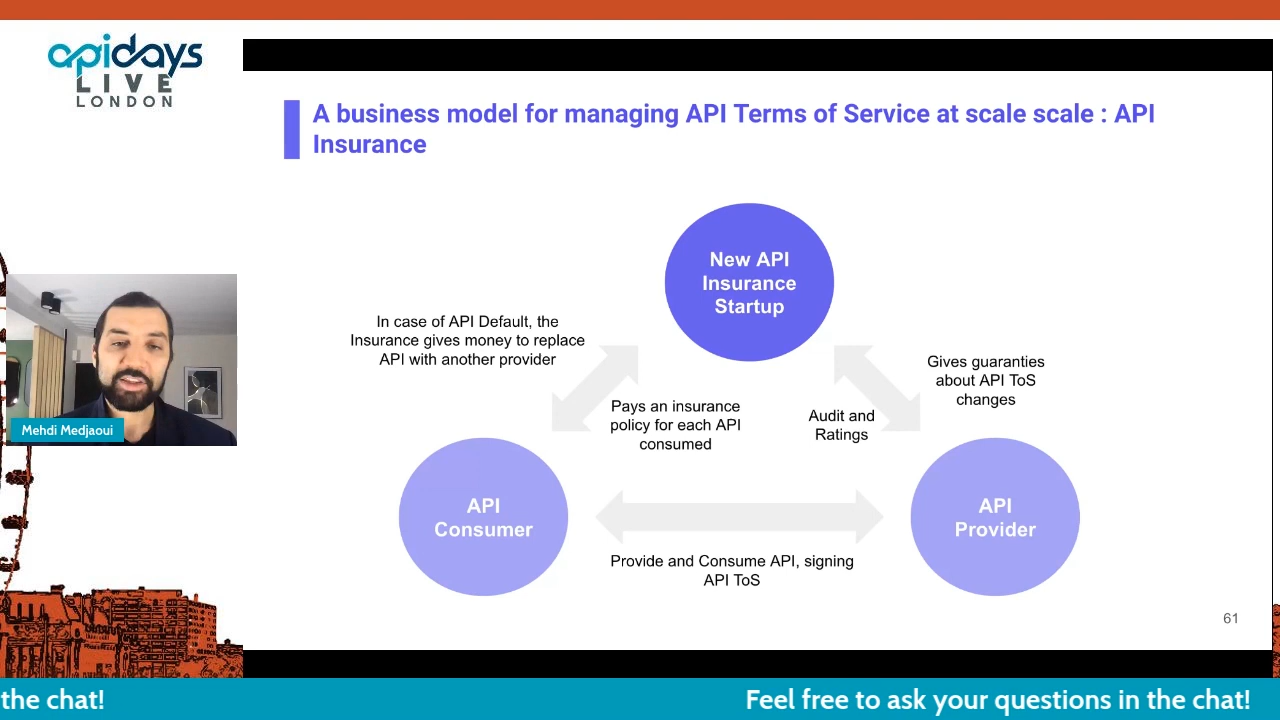 apidays
LIVE
LONDON
A business model for managing API Terms of Service at scale scale : API
Insurance
New API
Insurance
Startup
In case of API Default, the
Insurance gives money to replace
API with another provider
Gives guaranties
about API ToS
changes
Pays an insurance
policy for each API
consumed
Audit and
Ratings
Mehdi Medjaoui
API
Consumer
API
Provider
Provide and Consume API, signing
API ToS
61
the chat!
Feel free to ask your questions in the chat!